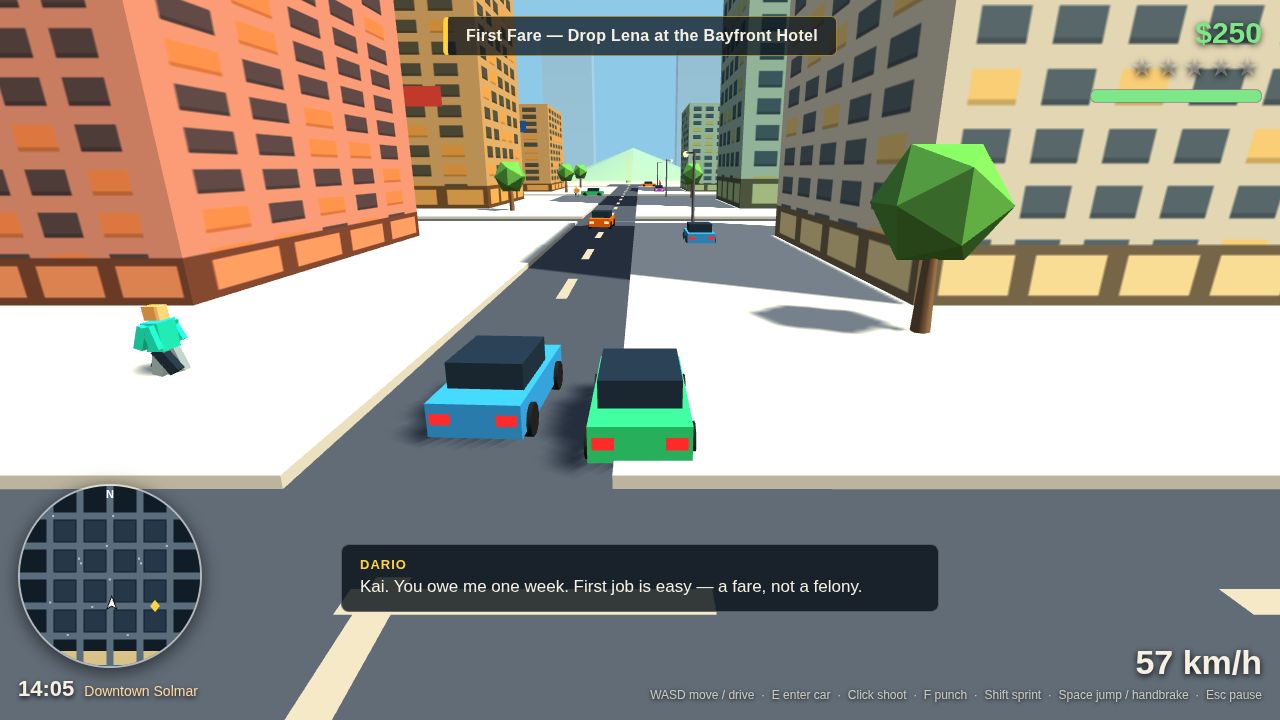 First Fare — Drop Lena at the Bayfront Hotel
$250
N
DARIO
Kai. You owe me one week. First job is easy — a fare, not a felony.
57 km/h
14:05 Downtown Solmar
WASD move / drive · E enter car · Click shoot · F punch · Shift sprint · Space jump / handbrake · Esc pause